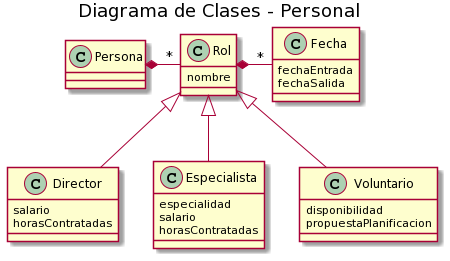 Diagrama de Clases - Personal
C Persona
*
C Rol
nombre
*
C Fecha
fechaEntrada
fechaSalida
C Director
salario
horasContratadas
C Especialista
especialidad
salario
horasContratadas
C Voluntario
disponibilidad
propuestaPlanificacion